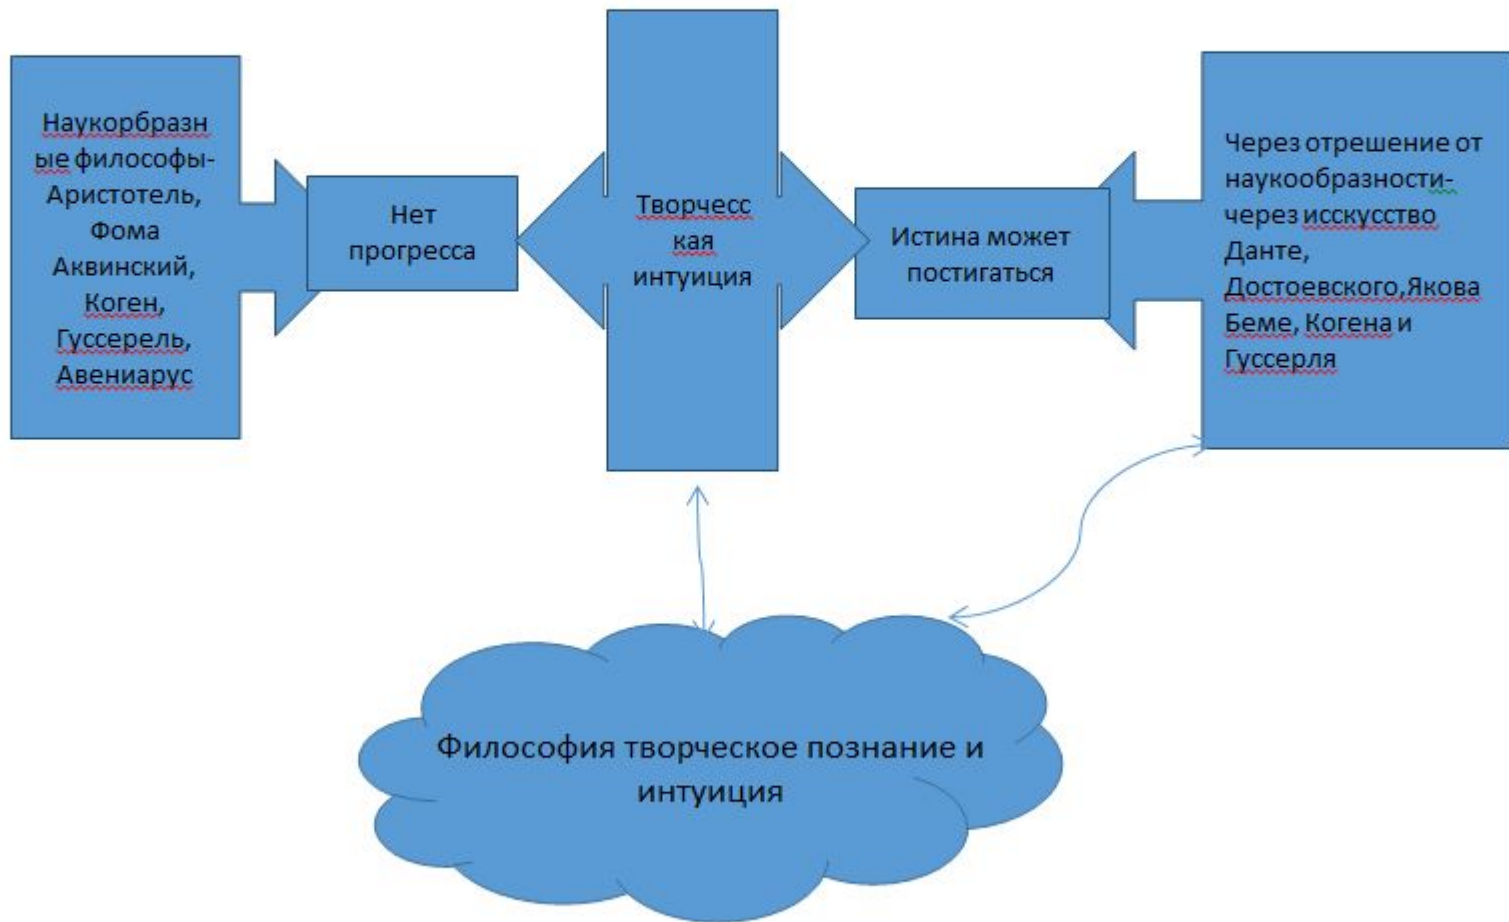 Наукорбразн
ые философы-
Аристотель,
Фома
Аквинский,
Коген,
Гуссерель,
Авениарус
Нет
прогресса
Творчесс
кая
интуиция
Истина может
постигаться
Через отрешение от
наукообразности-
через исскусство
Данте,
Достоевского,Якова
Беме, Когена и
Гуссерля
Философия творческое познание и
интуиция